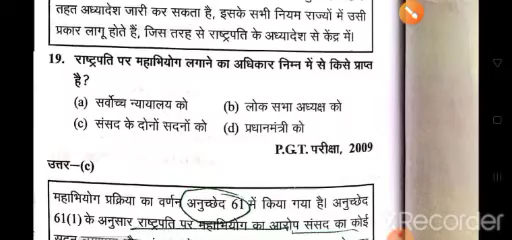 तहत अध्यादेश जारी कर सकता है, इसके सभी नियम राज्यों में उसी
प्रकार लागू होते हैं, जिस तरह से राष्ट्रपति के अध्यादेश से केंद्र में।
19. राष्ट्रपति पर महाभियोग लगाने का अधिकार निम्न में से किसे प्राप्त
है?
(a) सर्वोच्च न्यायालय को (b) लोक सभा अध्यक्ष को
(c) संसद के दोनों सदनों को (d) प्रधानमंत्री को
P.G.T. परीक्षा, 2009
उत्तर–(c)
महाभियोग प्रक्रिया का वर्णन अनुच्छेद 61 में किया गया है। अनुच्छेद
61(1) के अनुसार राष्ट्रपति पर महाभियोग का आरोप संसद का कोई
iRecorder